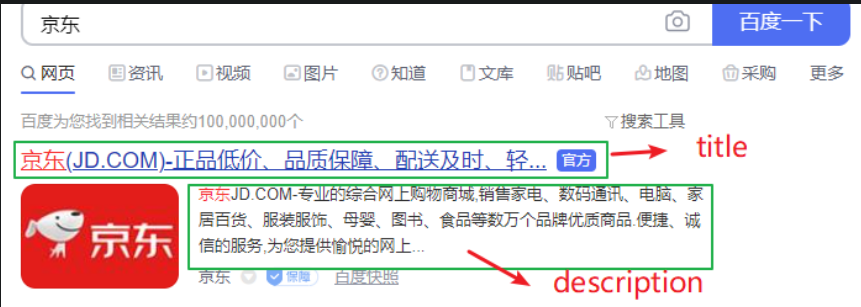 京东
百度一下
网页 资讯 视频 图片 知道 文库 贴吧 地图 采购 更多
百度为您找到相关结果约100,000,000个 搜索工具
京东(JD.COM)-正品低价、品质保障、配送及时、轻... 官方
title
京东JD.COM-专业的综合网上购物商城,销售家电、数码通讯、电脑、家
居百货、服装服饰、母婴、图书、食品等数万个品牌优质商品.便捷、诚
信的服务,为您提供愉悦的网上...
京东
京东 保障 百度快照
description